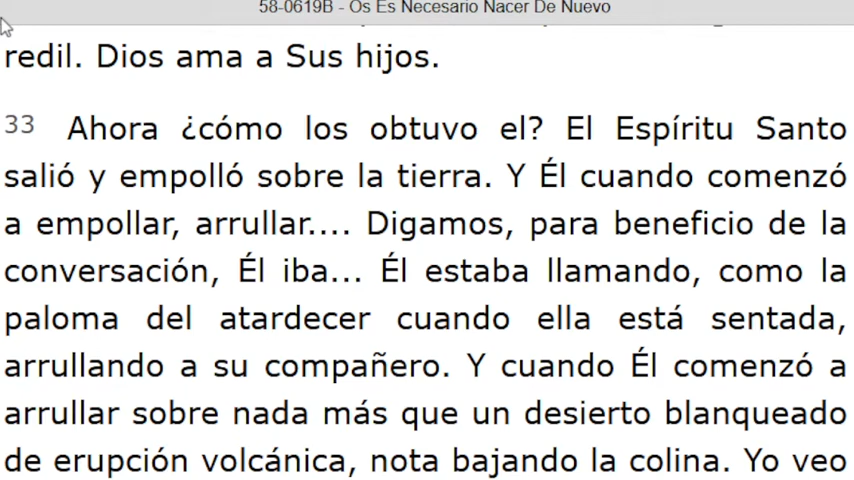 58-0619B - Os Es Necesario Nacer De Nuevo
redil. Dios ama a Sus hijos.
33 Ahora ¿cómo los obtuvo el? El Espíritu Santo
salió y empolló sobre la tierra. Y Él cuando comenzó
a empollar, arrullar.... Digamos, para beneficio de la
conversación, Él iba... Él estaba llamando, como la
paloma del atardecer cuando ella está sentada,
arrullando a su compañero. Y cuando Él comenzó a
arrullar sobre nada más que un desierto blanqueado
de erupción volcánica, nota bajando la colina. Yo veo